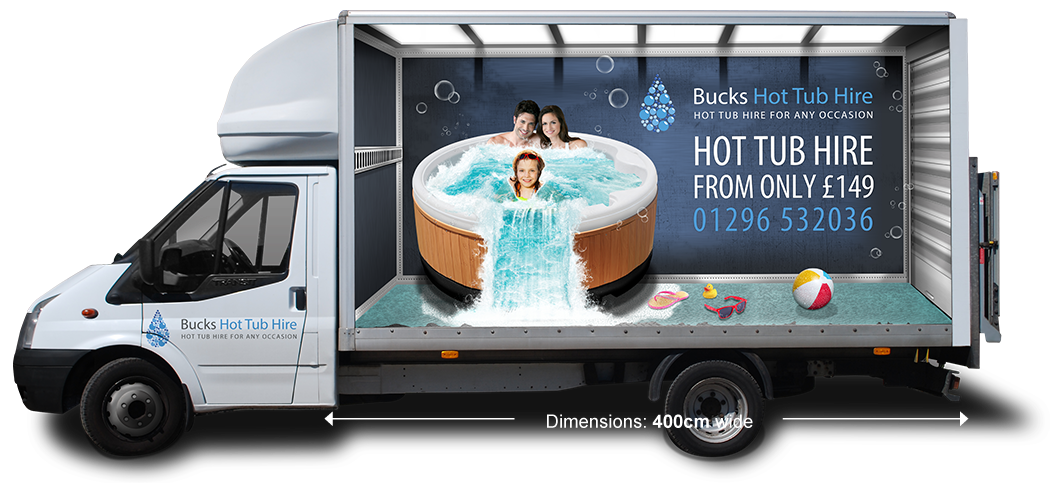 Bucks Hot Tub Hire
HOT TUB HIRE FOR ANY OCCASION
HOT TUB HIRE
FROM ONLY £149
01296 532036
Bucks Hot Tub Hire
HOT TUB HIRE FOR ANY OCCASION
Dimensions: 400cm wide